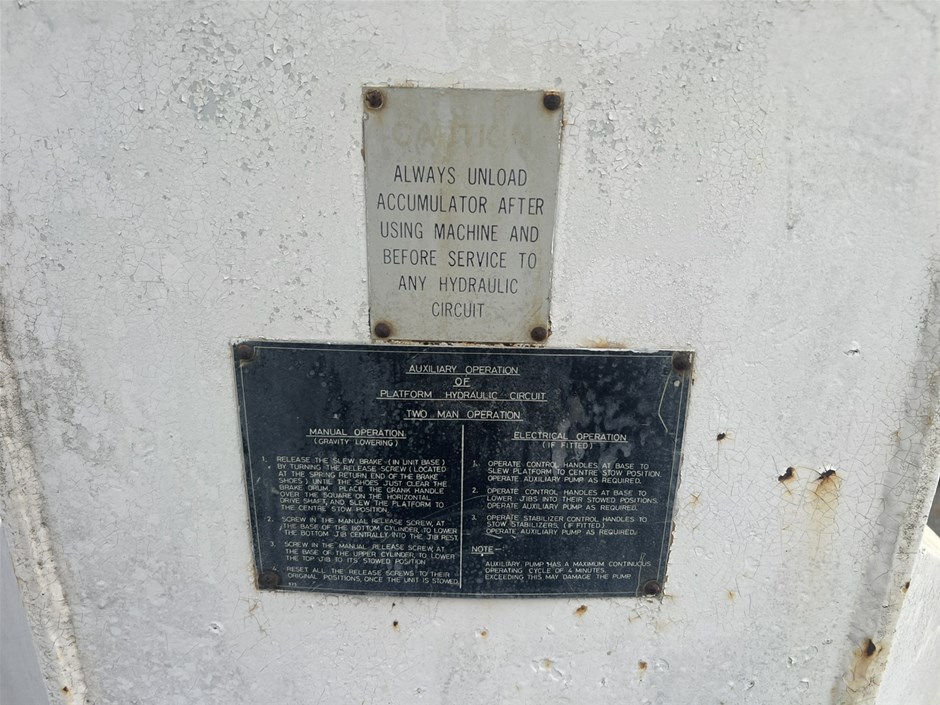 CAUTION
ALWAYS UNLOAD
ACCUMULATOR AFTER
USING MACHINE AND
BEFORE SERVICE TO
ANY HYDRAULIC
CIRCUIT
AUXILIARY OPERATION
OF
PLATFORM HYDRAULIC CIRCUIT
TWO MAN OPERATION
MANUAL OPERATION
(GRAVITY LOWERING)
1. RELEASE THE SLEW BRAKE-(IN UNIT BASE)
BY TURNING THE RELEASE SCREW (LOCATED
AT THE SPRING RETURN END OF THE BRAKE
SHOES) UNTIL THE SHOES JUST CLEAR THE
BRAKE DRUM. PLACE THE CRANK HANDLE
OVER THE SQUARE ON THE HORIZONTAL
DRIVE SHAFT, AND SLEW THE PLATFORM TO
THE CENTRE STOW POSITION.
2. SCREW IN THE MANUAL RELEASE SCREW, AT
THE BASE OF THE BOTTOM CYLINDER, TO LOWER
THE BOTTOM JIB CENTRALLY INTO THE JIB REST.
3. SCREW IN THE MANUAL RELEASE SCREW, AT
THE BASE OF THE UPPER CYLINDER, TO LOWER
THE TOP JIB TO ITS STOWED POSITION.
RESET ALL THE RELEASE SCREWS TO THEIR
ORIGINAL POSITIONS, ONCE THE UNIT IS STOWED.
ELECTRICAL OPERATION
(IF FITTED)
1. OPERATE CONTROL HANDLES AT BASE TO
SLEW PLATFORM TO CENTRE STOW POSITION.
OPERATE AUXILIARY PUMP AS REQUIRED.
2. OPERATE CONTROL HANDLES AT BASE TO
LOWER JIBS INTO THEIR STOWED POSITIONS.
OPERATE AUXILIARY PUMP AS REQUIRED.
3. OPERATE STABILIZER CONTROL HANDLES TO
STOW STABILIZERS, (IF FITTED)
OPERATE AUXILIARY PUMP AS REQUIRED.
NOTE-
AUXILIARY PUMP HAS A MAXIMUM CONTINUOUS
OPERATING CYCLE OF 4 MINUTES.
EXCEEDING THIS MAY DAMAGE THE PUMP